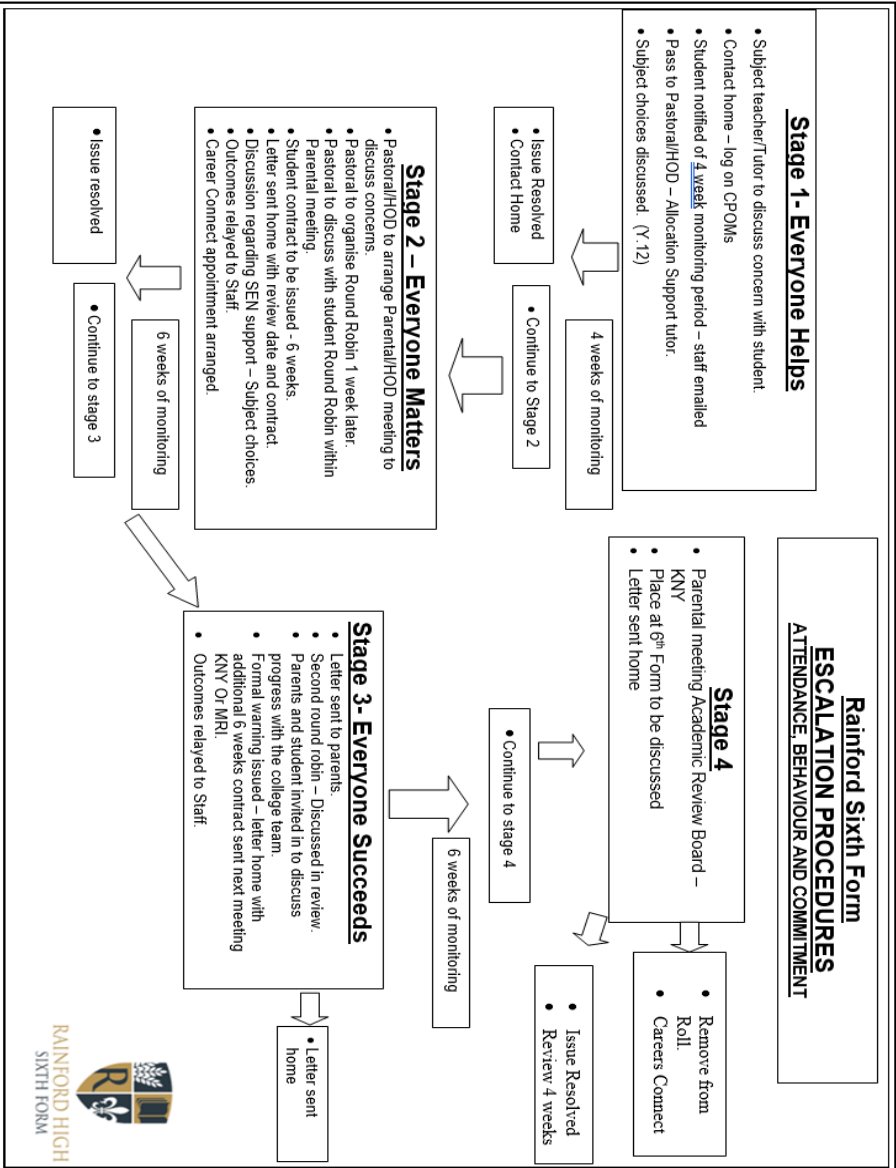 Rainford Sixth Form
ESCALATION PROCEDURES
ATTENDANCE, BEHAVIOUR AND COMMITMENT
Stage 1- Everyone Helps
• Subject teacher/Tutor to discuss concern with student.
• Contact home – log on CPOMs
• Student notified of 4 week monitoring period – staff emailed
• Pass to Pastoral/HOD – Allocation Support tutor.
• Subject choices discussed. (Y.12)
4 weeks of monitoring
• Issue Resolved
• Contact Home
• Continue to Stage 2
Stage 2 – Everyone Matters
• Pastoral/HOD to arrange Parental/HOD meeting to
discuss concerns.
• Pastoral to organise Round Robin 1 week later.
• Pastoral to discuss with student Round Robin within
Parental meeting.
• Student contract to be issued - 6 weeks.
• Letter sent home with review date and contract.
• Discussion regarding SEN support – Subject choices.
• Outcomes relayed to Staff.
• Career Connect appointment arranged.
6 weeks of monitoring
• Issue resolved
• Continue to stage 3
Stage 3- Everyone Succeeds
• Letter sent to parents.
• Second round robin – Discussed in review.
• Parents and student invited in to discuss
progress with the college team.
• Formal warning issued – letter home with
additional 6 weeks contract sent next meeting
KNY Or MRI.
• Outcomes relayed to Staff.
• Letter sent
home
6 weeks of monitoring
• Continue to stage 4
Stage 4
• Parental meeting Academic Review Board –
KNY
• Place at 6th Form to be discussed
• Letter sent home
• Remove from
Roll.
• Careers Connect
• Issue Resolved
• Review 4 weeks
R
RAINFORD HIGH
SIXTH FORM